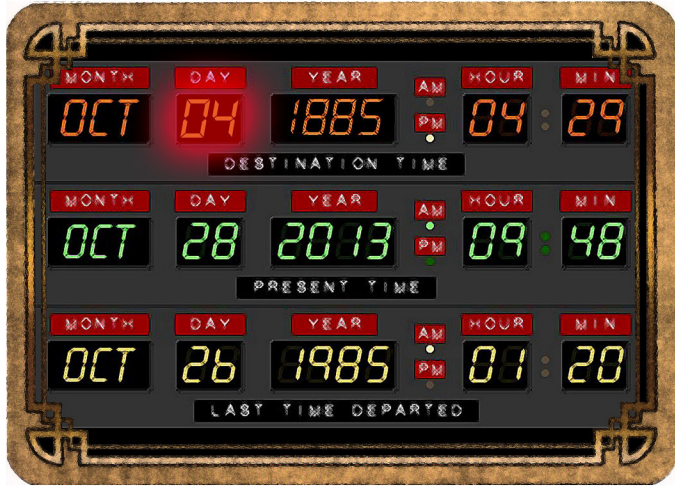 MONTH DAY YEAR AM HOUR MIN
OCT 04 1885 PM 04 : 29
DESTINATION TIME
MONTH DAY YEAR AM HOUR MIN
OCT 28 2013 PM 09 : 48
PRESENT TIME
MONTH DAY YEAR AM HOUR MIN
OCT 26 1985 PM 01 : 20
LAST TIME DEPARTED